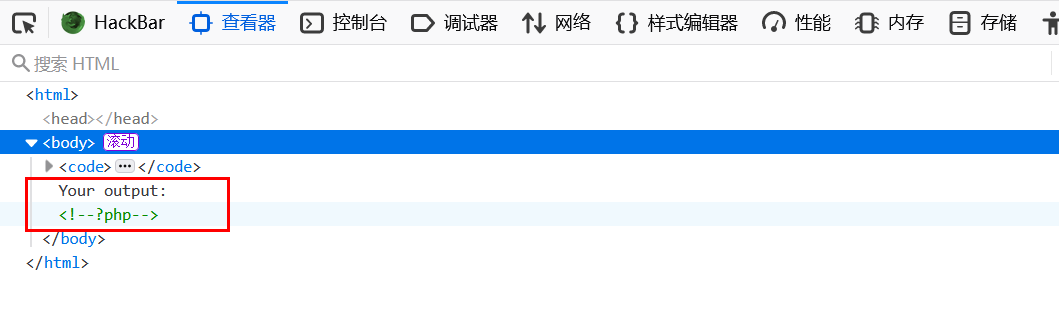 HackBar 查看器 控制台 调试器 网络 样式编辑器 性能 内存 存储
搜索 HTML
<html>
<head></head>
<body> 滚动
<code>···</code>
Your output:
<!--?php-->
</body>
</html>